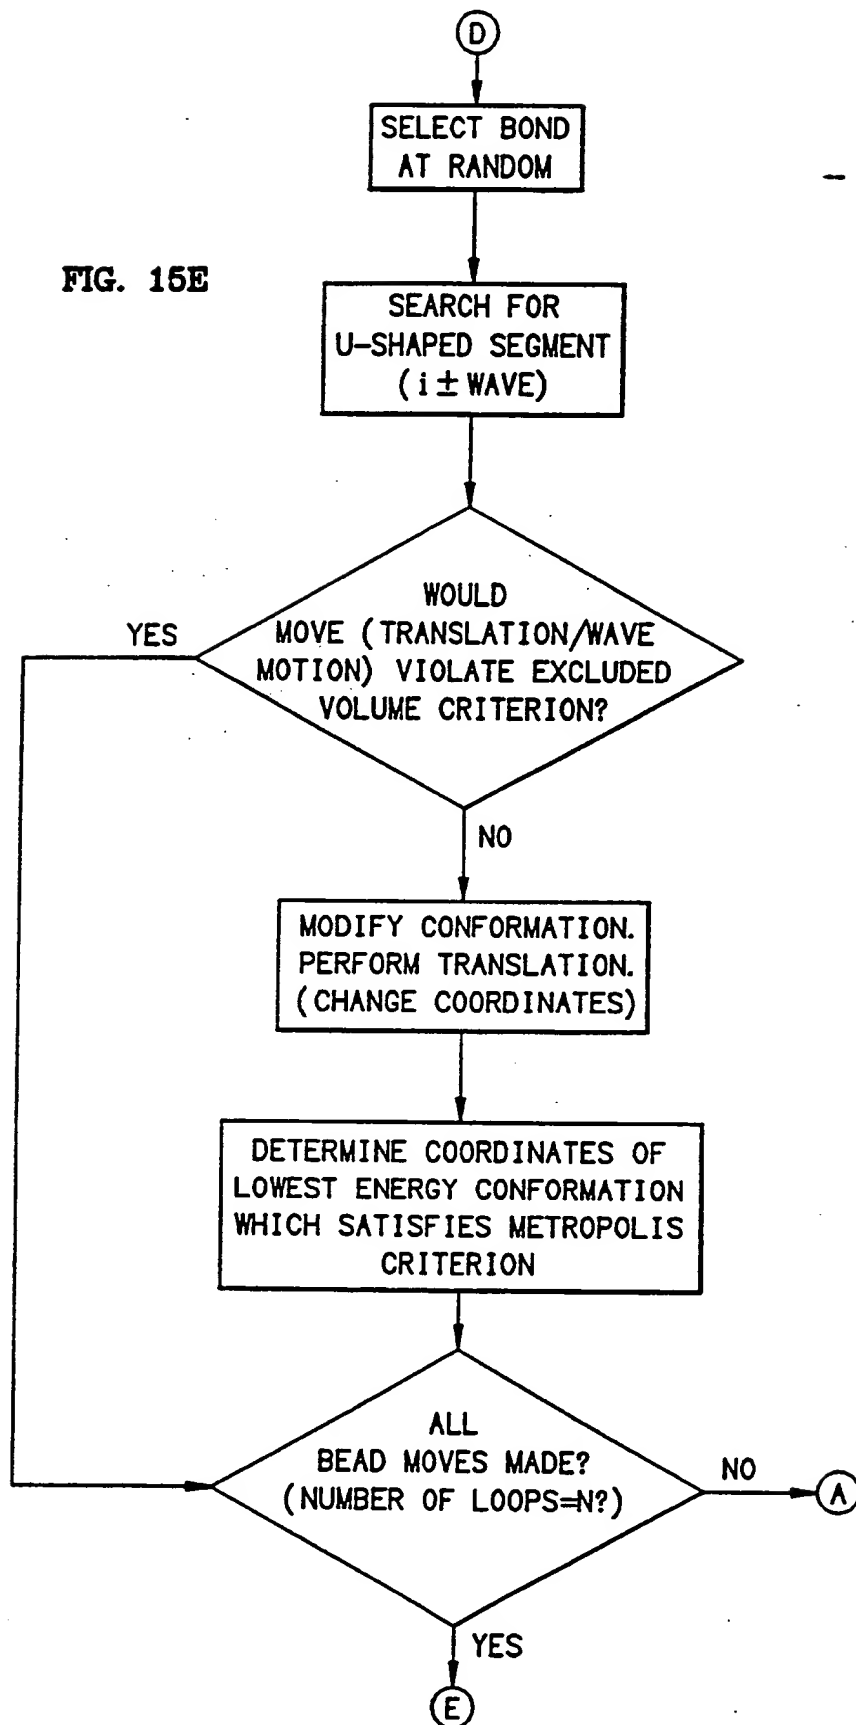 D
SELECT BOND
AT RANDOM
FIG. 15E
SEARCH FOR
U-SHAPED SEGMENT
(i ± WAVE)
WOULD
MOVE (TRANSLATION/WAVE
MOTION) VIOLATE EXCLUDED
VOLUME CRITERION?
YES
NO
MODIFY CONFORMATION.
PERFORM TRANSLATION.
(CHANGE COORDINATES)
DETERMINE COORDINATES OF
LOWEST ENERGY CONFORMATION
WHICH SATISFIES METROPOLIS
CRITERION
ALL
BEAD MOVES MADE?
(NUMBER OF LOOPS=N?)
NO
A
YES
E